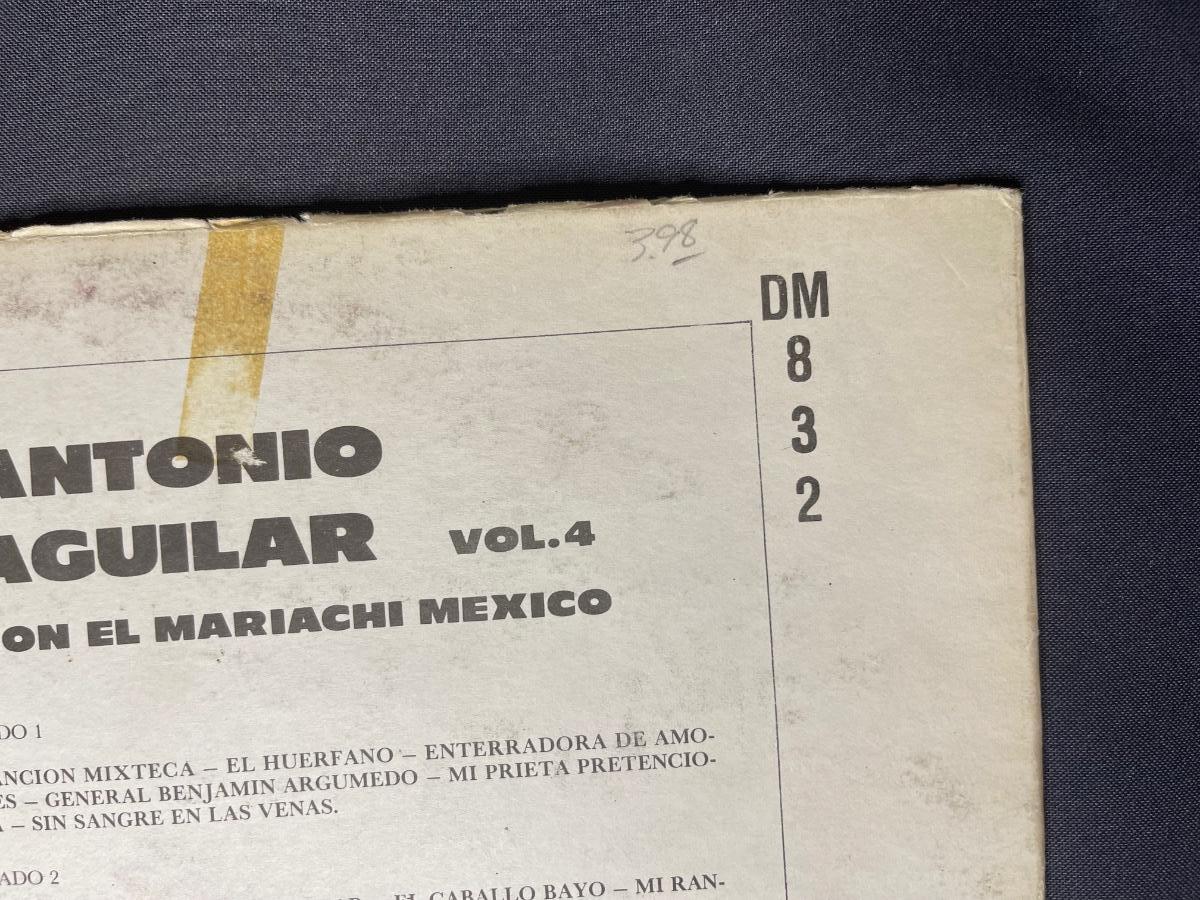 3.98
DM
8
3
2
ANTONIO
AGUILAR VOL.4
ON EL MARIACHI MEXICO
DO 1
ANCION MIXTECA – EL HUERFANO – ENTERRADORA DE AMO-
ES – GENERAL BENJAMIN ARGUMEDO – MI PRIETA PRETENCIO-
A – SIN SANGRE EN LAS VENAS.
ADO 2
EL CABALLO BAYO – MI RAN-